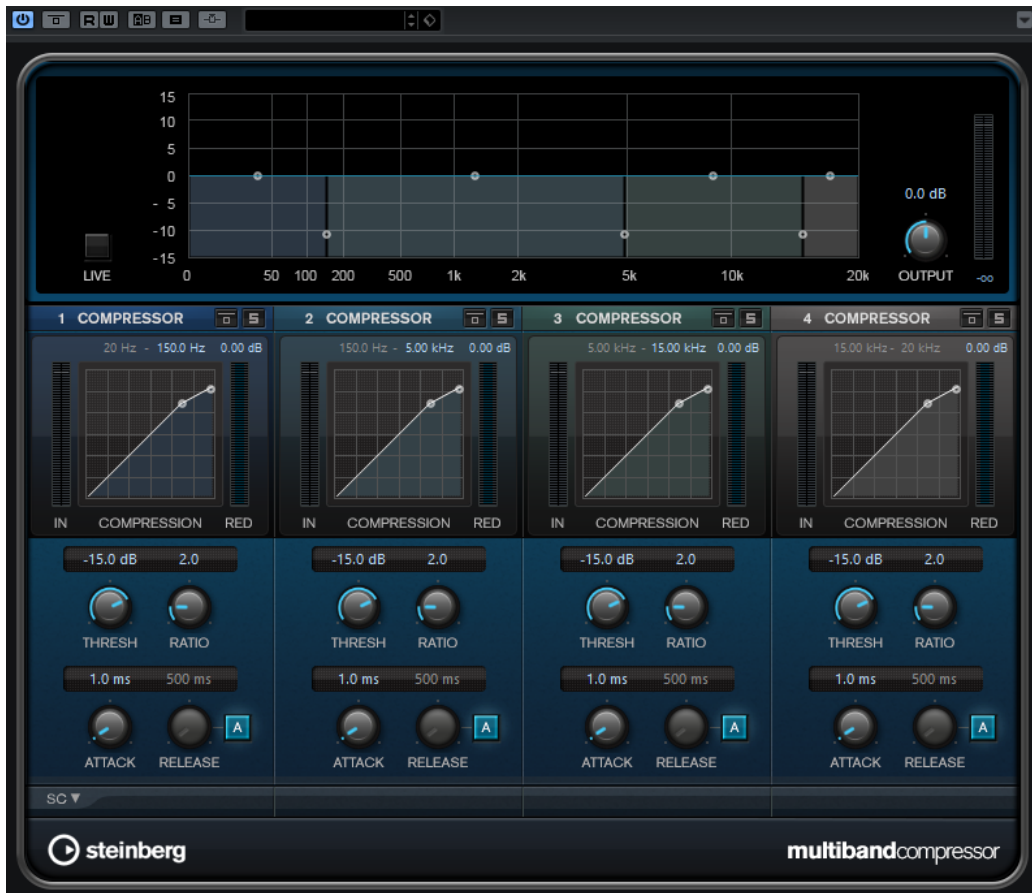 R W A B
15
10
5
0
- 5
-10
-15
0 50 100 200 500 1k 2k 5k 10k 20k
LIVE
0.0 dB
OUTPUT
-oo
1 COMPRESSOR S 2 COMPRESSOR S 3 COMPRESSOR S 4 COMPRESSOR S
20 Hz - 150.0 Hz 0.00 dB 150.0 Hz - 5.00 kHz 0.00 dB 5.00 kHz - 15.00 kHz 0.00 dB 15.00 kHz - 20 kHz 0.00 dB
IN COMPRESSION RED IN COMPRESSION RED IN COMPRESSION RED IN COMPRESSION RED
-15.0 dB 2.0 -15.0 dB 2.0 -15.0 dB 2.0 -15.0 dB 2.0
THRESH RATIO THRESH RATIO THRESH RATIO THRESH RATIO
1.0 ms 500 ms 1.0 ms 500 ms 1.0 ms 500 ms 1.0 ms 500 ms
A A A A
ATTACK RELEASE ATTACK RELEASE ATTACK RELEASE ATTACK RELEASE
SC ▼
steinberg
multibandcompressor